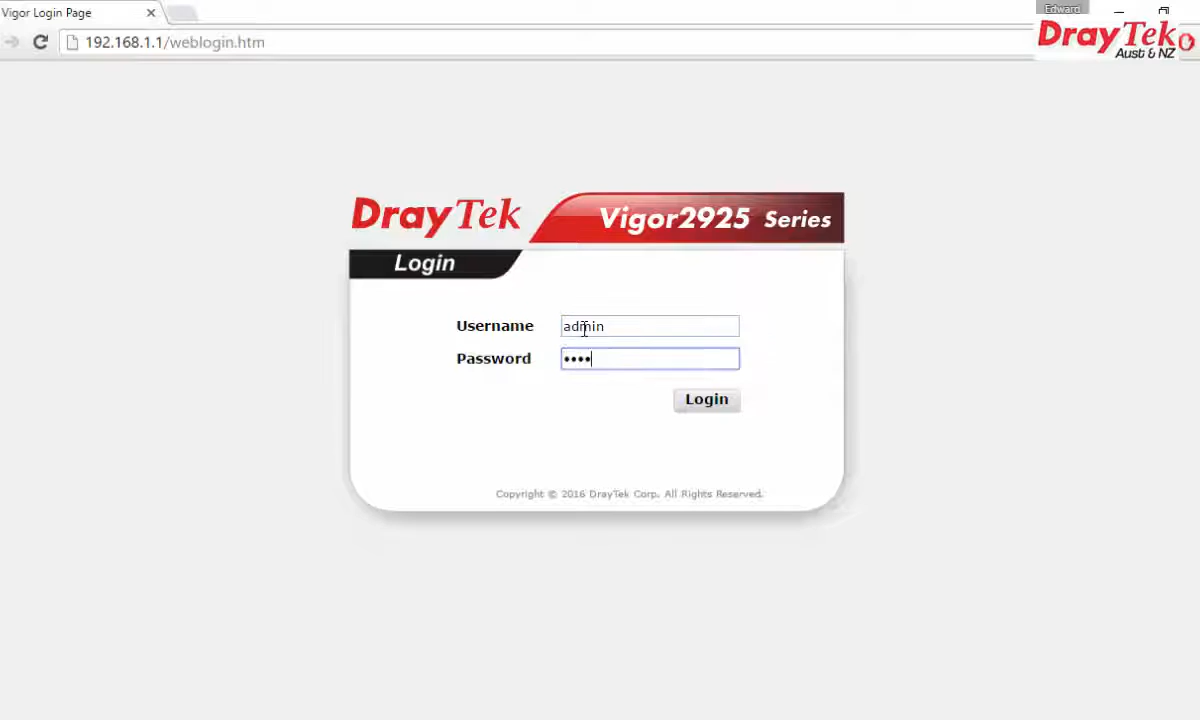 Vigor Login Page
Edward
192.168.1.1/weblogin.htm
DrayTek
Aust & NZ
DrayTek
Vigor2925 Series
Login
Username admin
Password ••••
Login
Copyright © 2016 DrayTek Corp. All Rights Reserved.